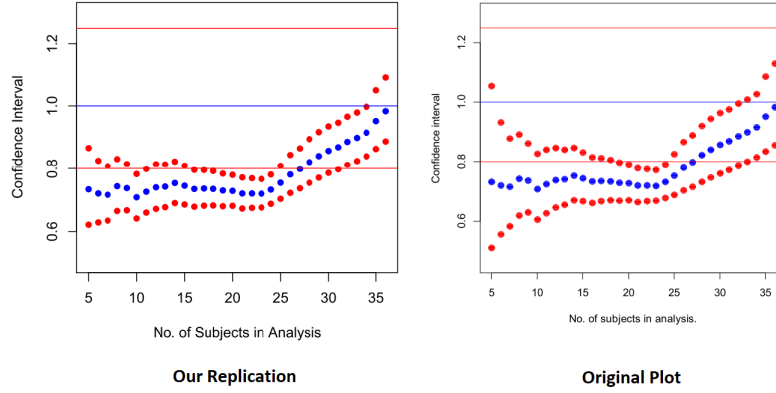 Confidence Interval
1.2
1.0
0.8
0.6
5 10 15 20 25 30 35
No. of Subjects in Analysis
Our Replication
Confidence interval
1.2
1.0
0.8
0.6
5 10 15 20 25 30 35
No. of subjects in analysis.
Original Plot